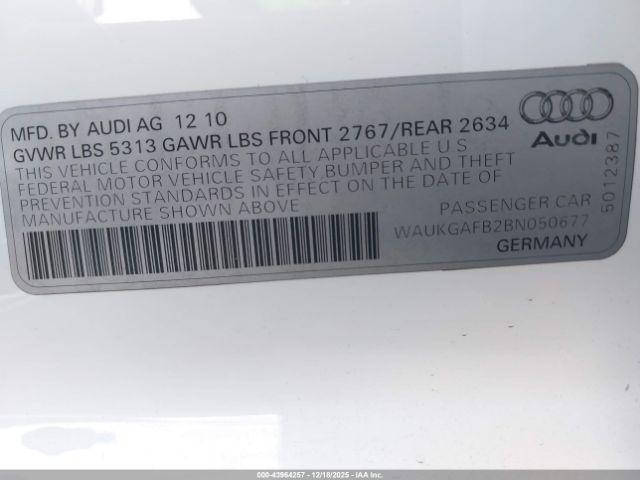 MFD. BY AUDI AG 12 10
GVWR LBS 5313 GAWR LBS FRONT 2767/REAR 2634
THIS VEHICLE CONFORMS TO ALL APPLICABLE U S
FEDERAL MOTOR VEHICLE SAFETY, BUMPER AND THEFT
PREVENTION STANDARDS IN EFFECT ON THE DATE OF
MANUFACTURE SHOWN ABOVE
Audi
PASSENGER CAR
WAUKGAFB2BN050677
GERMANY
5012387
000-43964257 - 12/18/2025 - IAA Inc.